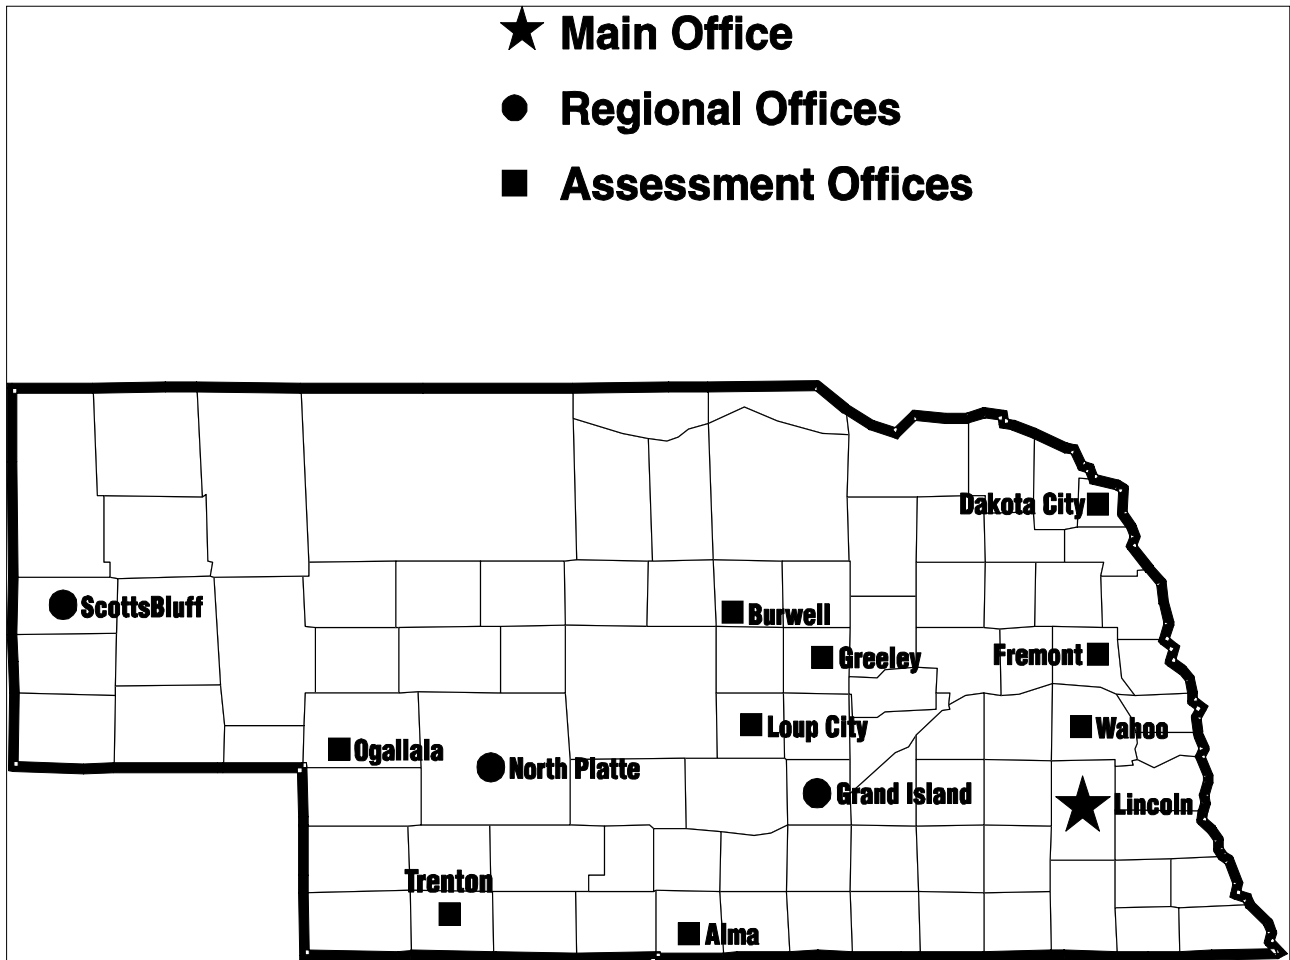 Main Office
Regional Offices
Assessment Offices
Dakota City
ScottsBluff
Burwell
Greeley
Fremont
Loup City
Wahoo
Ogallala
North Platte
Grand Island
Lincoln
Trenton
Alma